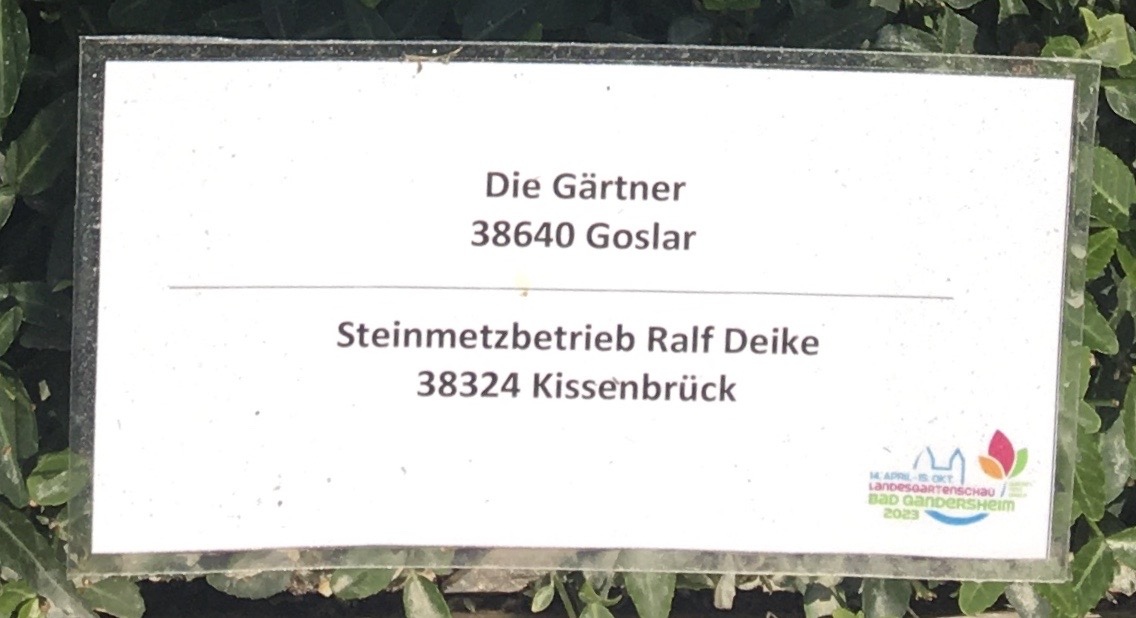 Die Gärtner
38640 Goslar
Steinmetzbetrieb Ralf Deike
38324 Kissenbrück
14. APRIL - 15. OKT.
LANDESGARTENSCHAU
BAD GANDERSHEIM
2023